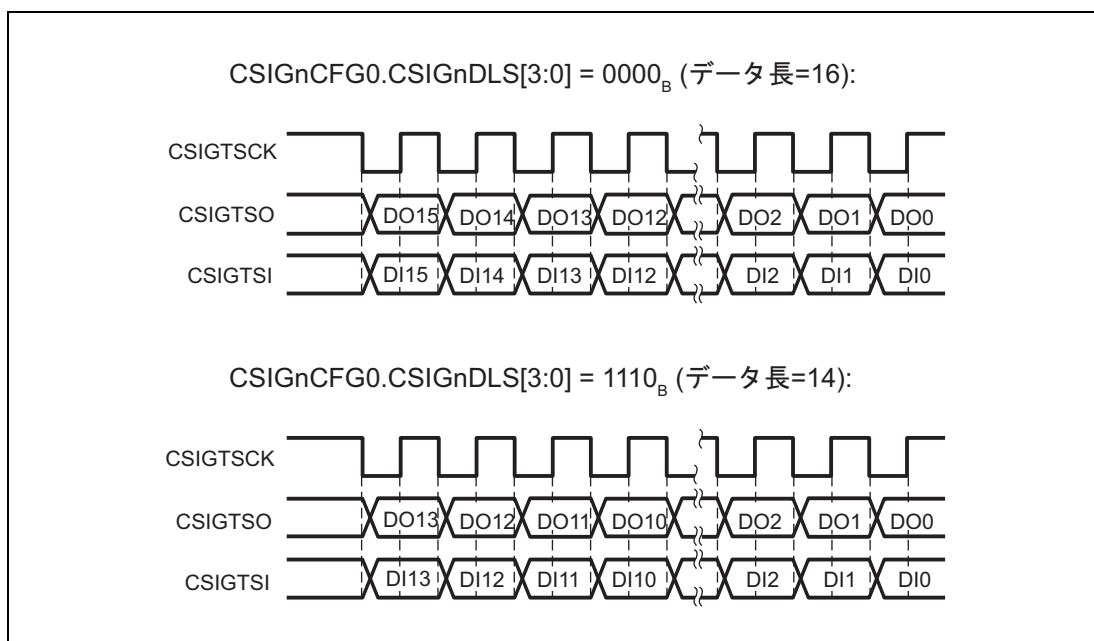 CSIGnCFG0.CSIGnDLS[3:0] = 0000B (データ長=16):
CSIGTSCK
CSIGTSO DO15 DO14 DO13 DO12 DO2 DO1 DO0
CSIGTSI DI15 DI14 DI13 DI12 DI2 DI1 DI0
CSIGnCFG0.CSIGnDLS[3:0] = 1110B (データ長=14):
CSIGTSCK
CSIGTSO DO13 DO12 DO11 DO10 DO2 DO1 DO0
CSIGTSI DI13 DI12 DI11 DI10 DI2 DI1 DI0